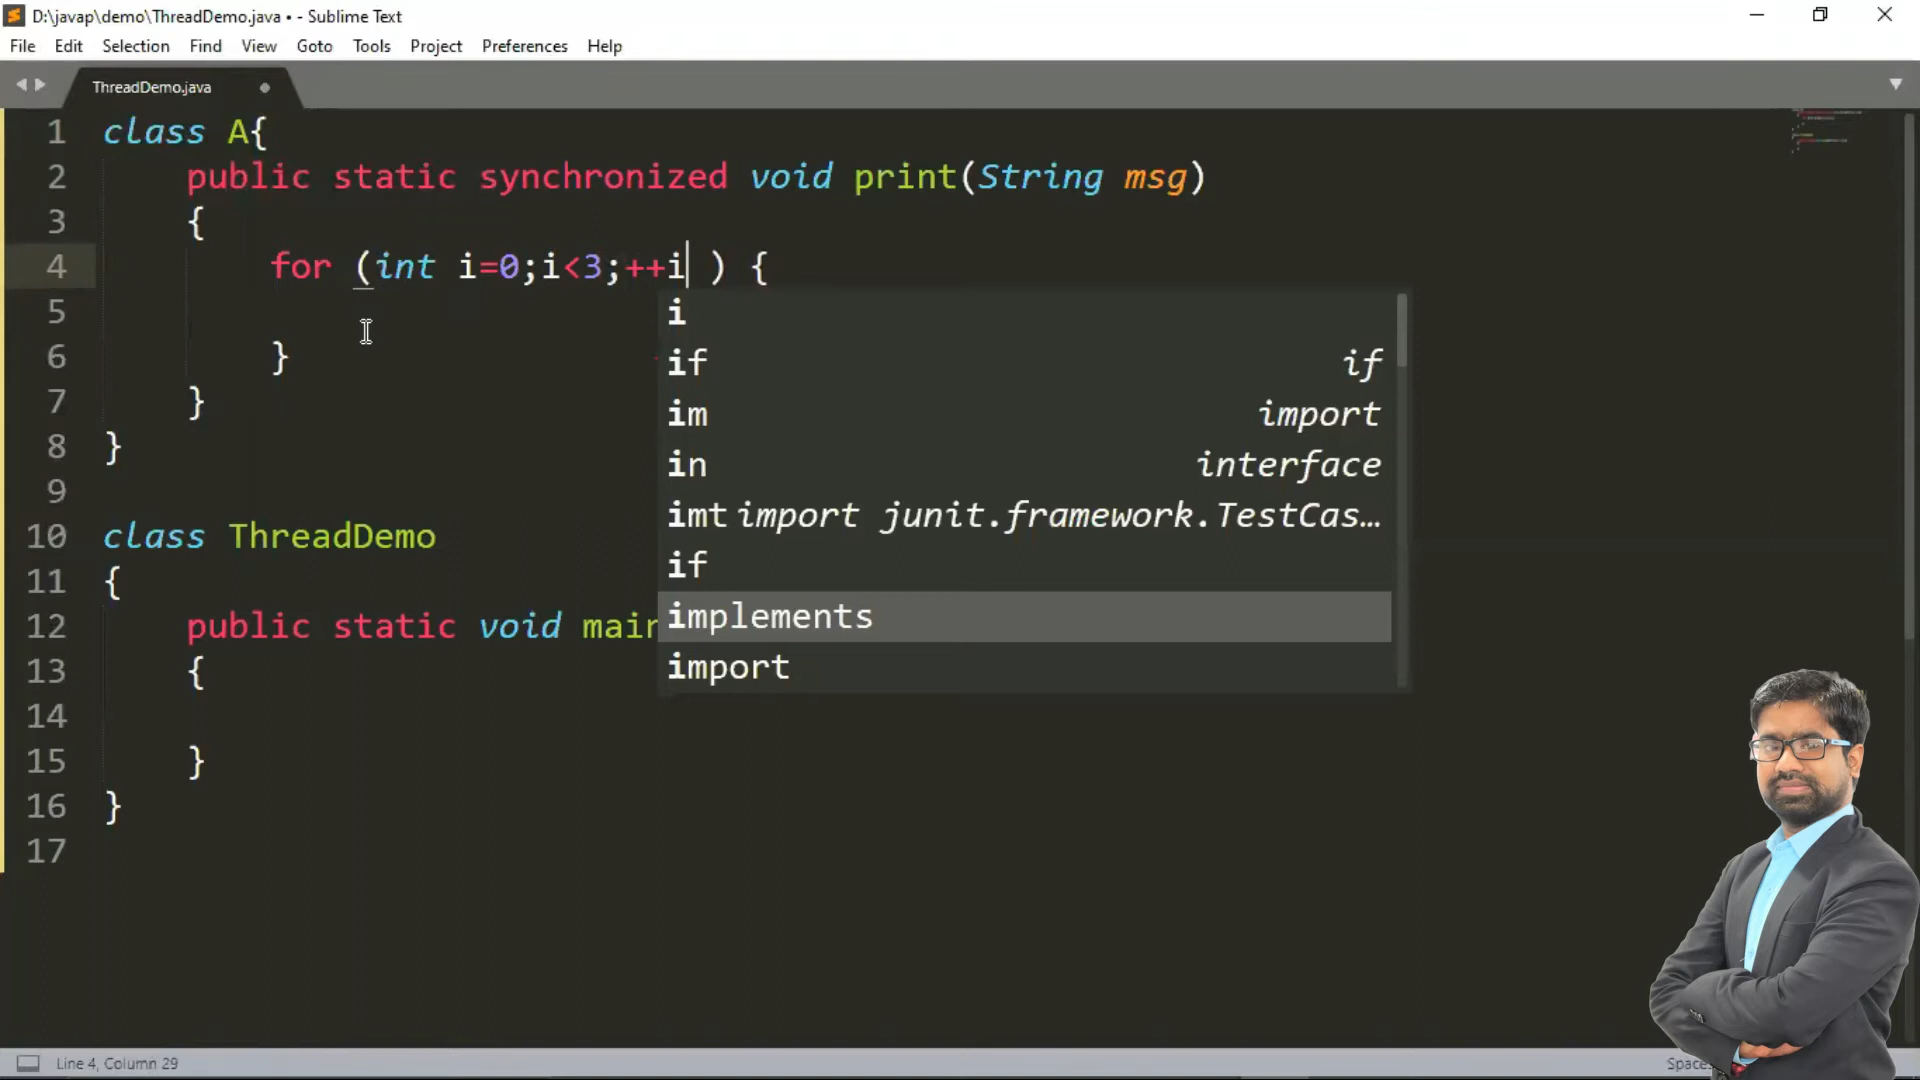 D:\javap\demo\ThreadDemo.java • - Sublime Text
File Edit Selection Find View Goto Tools Project Preferences Help
ThreadDemo.java
1 class A{
2 public static synchronized void print(String msg)
3 {
4 for (int i=0;i<3;++i ) {
5
6 }
7 }
8 }
9
10 class ThreadDemo
11 {
12 public static void main
13 {
14
15 }
16 }
17
i
if if
im import
in interface
imt import junit.framework.TestCas…
if
implements
import
Line 4, Column 29